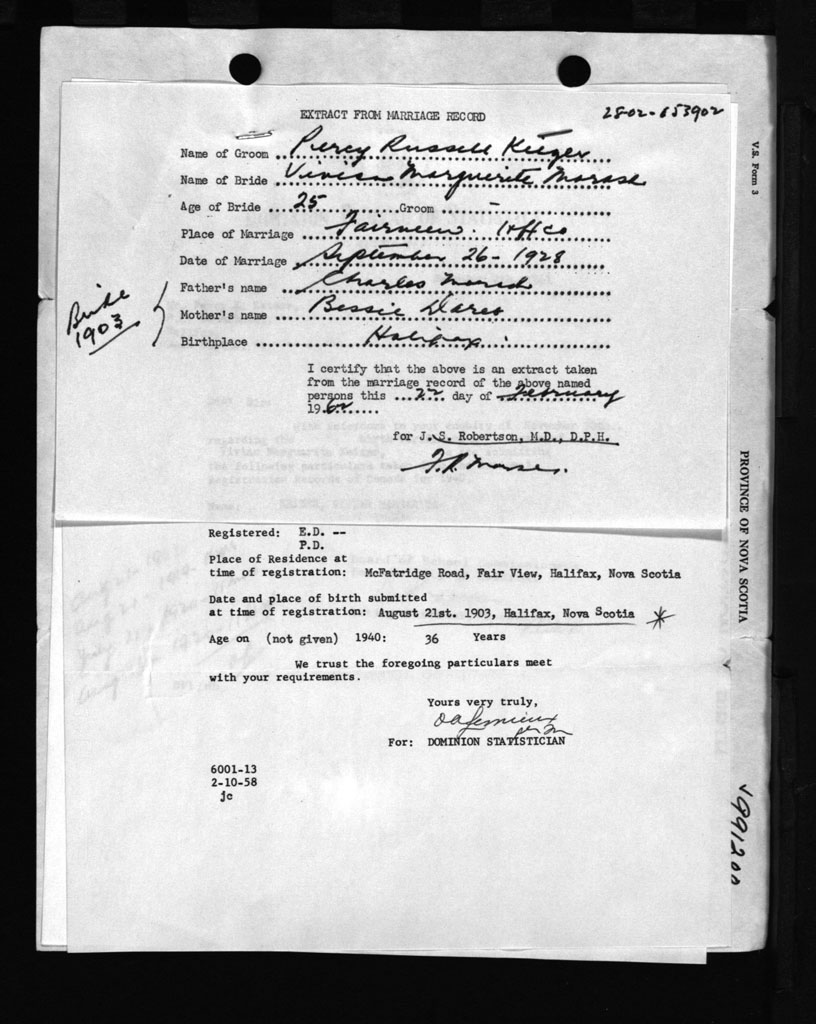 EXTRACT FROM MARRIAGE RECORD
2802-653902
Name of Groom Percy Russell
Name of Bride Vivian Marguerite Morash
Age of Bride 25 Groom -
Place of Marriage Hfx Co
Date of Marriage September 26 - 1928
Father's name Charles Morash
Mother's name Bessie Dares
Birthplace Halifax
Bride
1903
I certify that the above is an extract taken
from the marriage record of the above named
persons this 22 day of February
1962
for J. S. Robertson, M.D., D.P.H.
Registered: E.D. --
P.D.
Place of Residence at
time of registration: McFatridge Road, Fair View, Halifax, Nova Scotia
Date and place of birth submitted
at time of registration: August 21st. 1903, Halifax, Nova Scotia *
Age on (not given) 1940: 36 Years
We trust the foregoing particulars meet
with your requirements.
Yours very truly,
For: DOMINION STATISTICIAN
6001-13
2-10-58
jc
V.S. Form 3
PROVINCE OF NOVA SCOTIA